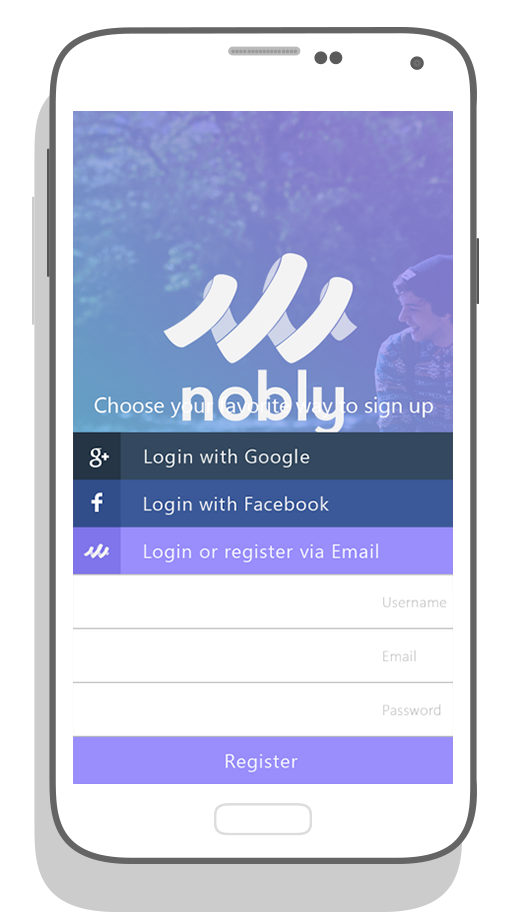 nobly
Choose your favorite way to sign up
g+ Login with Google
f Login with Facebook
Login or register via Email
Username
Email
Password
Register